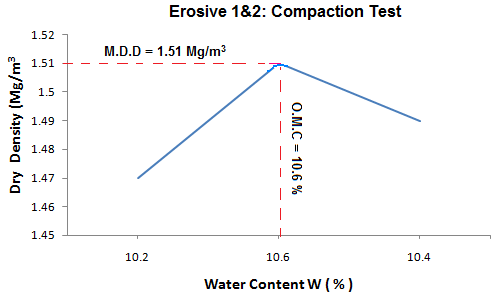 Erosive 1&2: Compaction Test
1.52
M.D.D = 1.51 Mg/m³
1.51
1.5
1.49
1.48
1.47
1.46
1.45
Dry Density (Mg/m³
O.M.C = 10.6 %
10.2 10.6 10.4
Water Content W ( % )